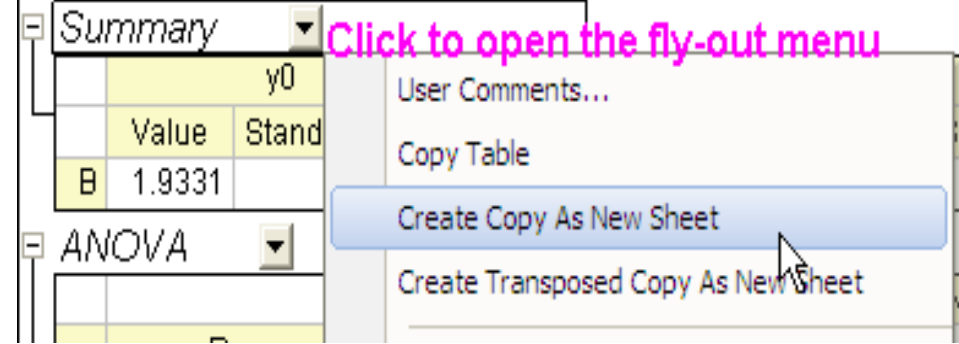 Summary
Click to open the fly-out menu
y0
User Comments...
Value Stand
Copy Table
B 1.9331
Create Copy As New Sheet
ANOVA
Create Transposed Copy As New Sheet